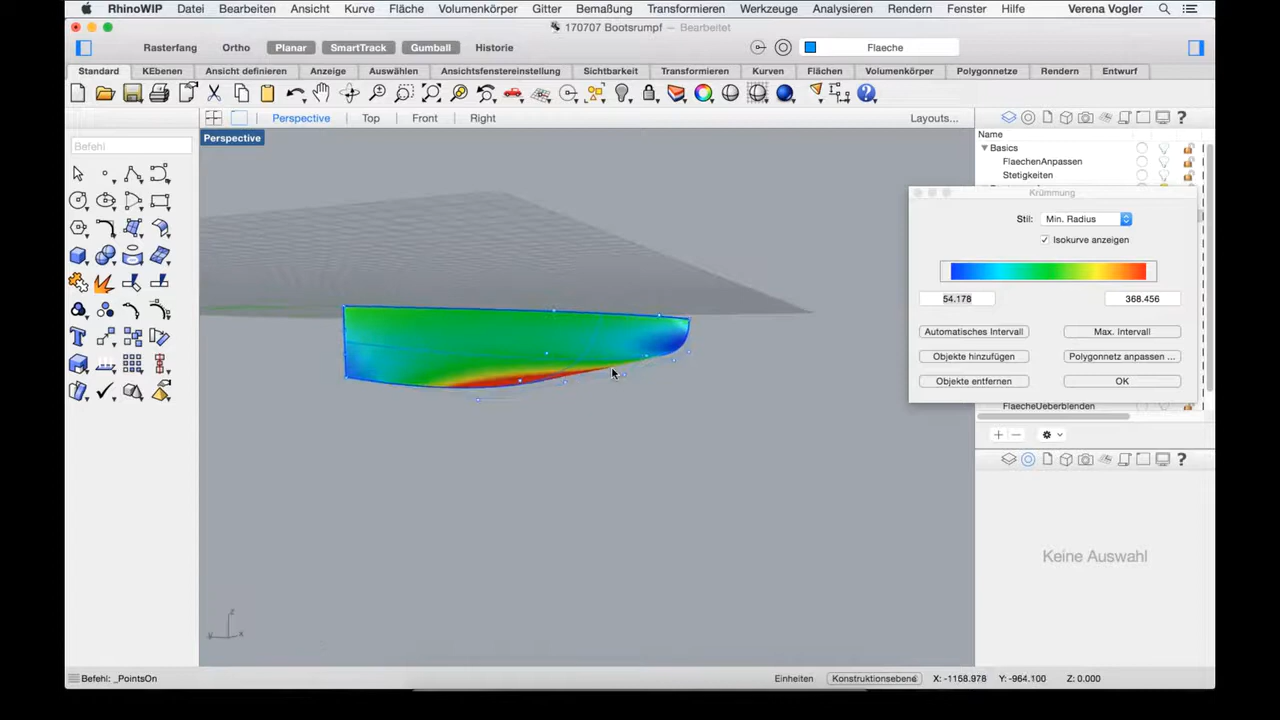 RhinoWIP Datei Bearbeiten Ansicht Kurve Fläche Volumenkörper Gitter Bemaßung Transformieren Werkzeuge Analysieren Rendern Fenster Hilfe Verena Vogler
170707 Bootsrumpf — Bearbeitet
Rasterfang Ortho Planar SmartTrack Gumball Historie Flaeche
Standard KEbenen Ansicht definieren Anzeige Auswählen Ansichtsfenstereinstellung Sichtbarkeit Transformieren Kurven Flächen Volumenkörper Polygonnetze Rendern Entwurf
Perspective Top Front Right Layouts...
Perspective
Befehl
Name
Basics
FlaechenAnpassen
Stetigkeiten
Krümmung
Stil: Min. Radius
Isokurve anzeigen
54.178 368.456
Automatisches Intervall Max. Intervall
Objekte hinzufügen Polygonnetz anpassen ...
Objekte entfernen OK
FlaecheUeberblenden
Keine Auswahl
z
y x
Befehl: _PointsOn Einheiten Konstruktionsebene X: -1158.978 Y: -964.100 Z: 0.000